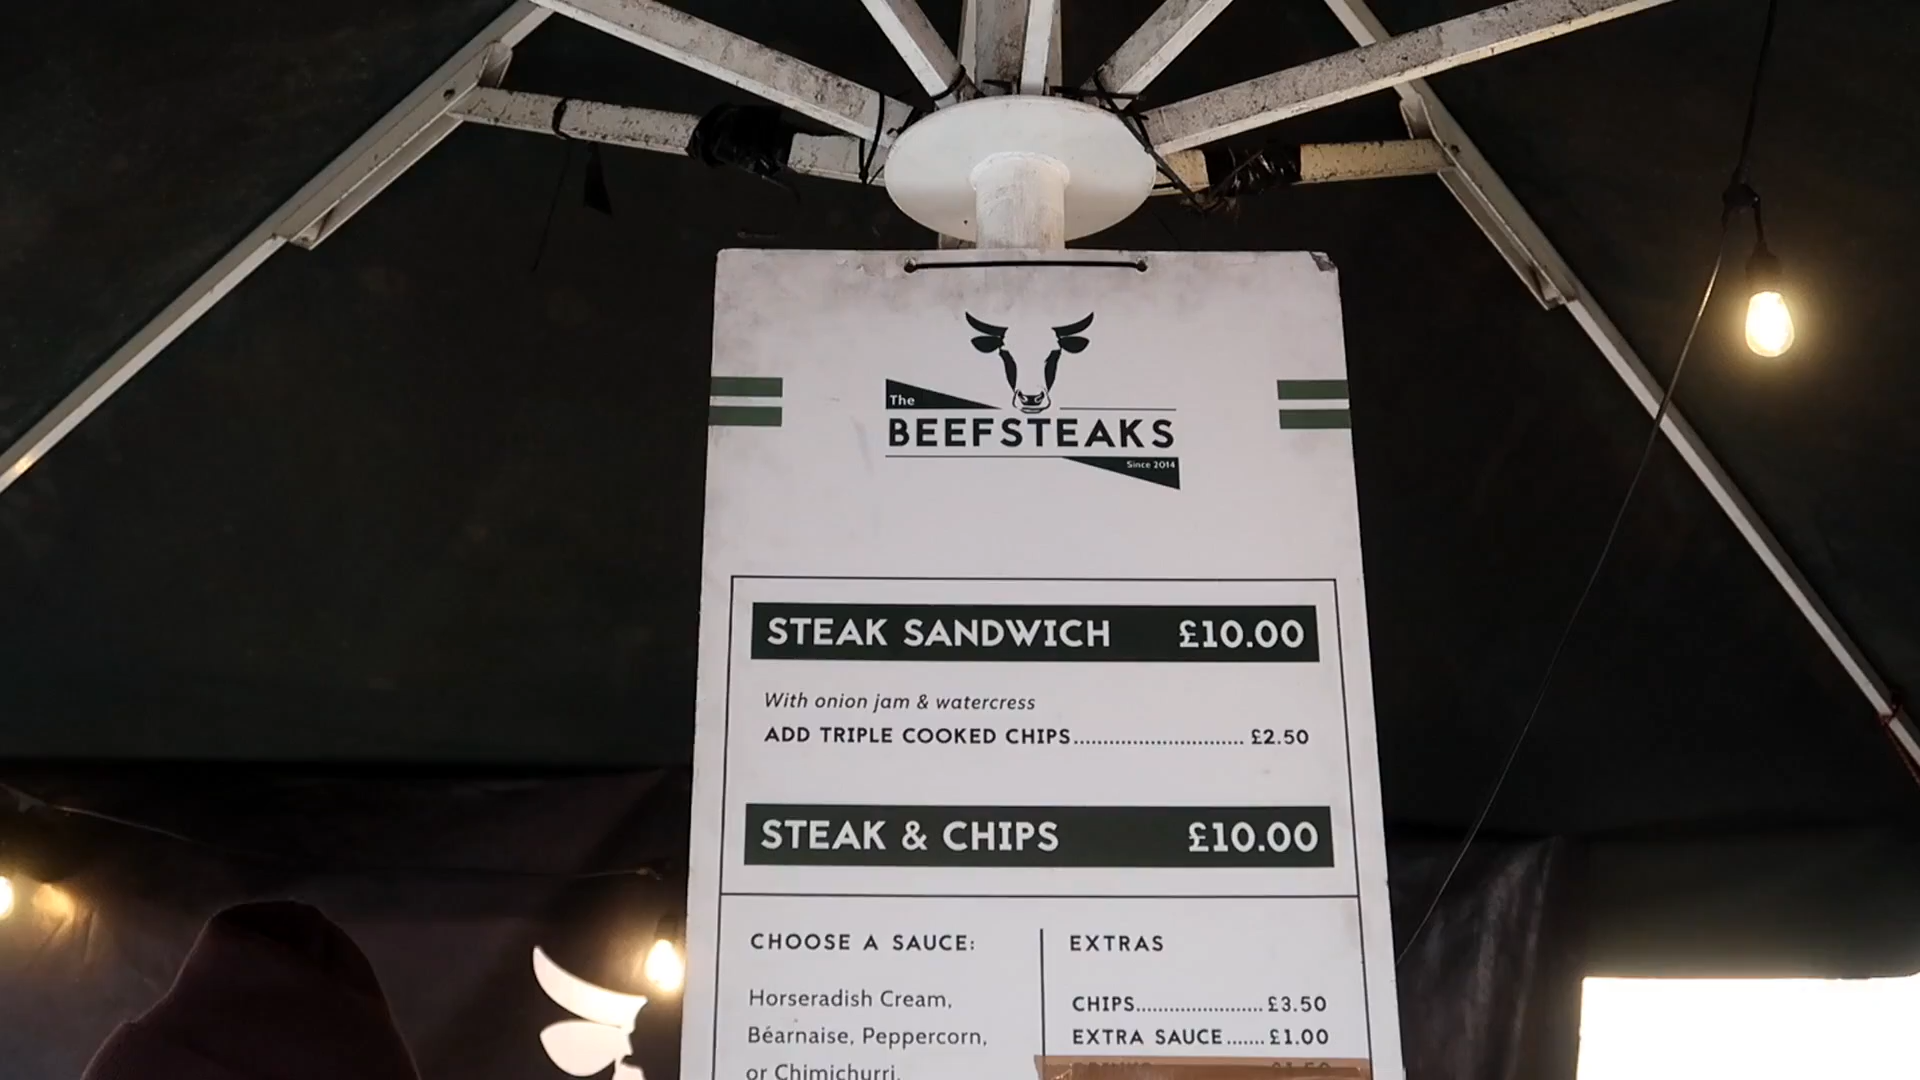 The
BEEFSTEAKS
Since 2014
STEAK SANDWICH £10.00
With onion jam & watercress
ADD TRIPLE COOKED CHIPS............................ £2.50
STEAK & CHIPS £10.00
CHOOSE A SAUCE:
Horseradish Cream,
Béarnaise, Peppercorn,
or Chimichurri.
EXTRAS
CHIPS..................... £3.50
EXTRA SAUCE....... £1.00